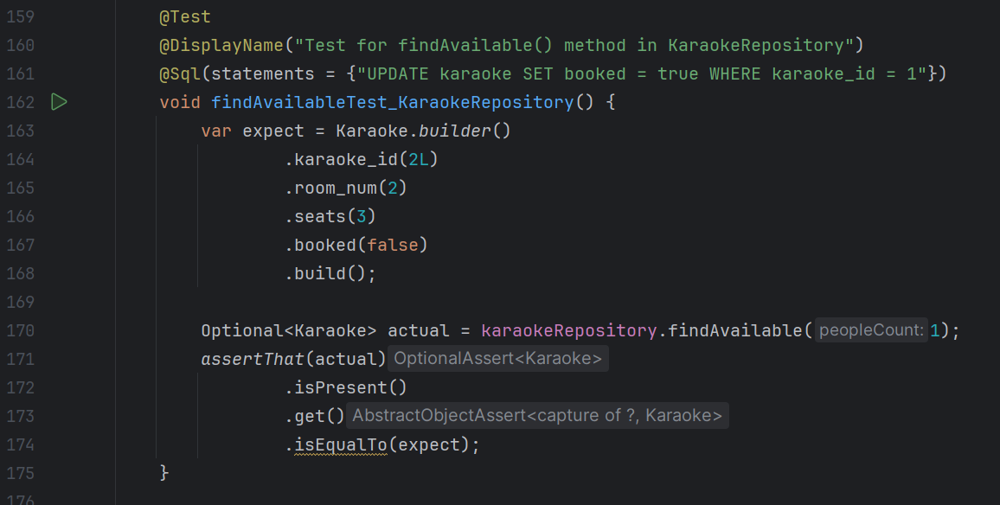 159 @Test
160 @DisplayName("Test for findAvailable() method in KaraokeRepository")
161 @Sql(statements = {"UPDATE karaoke SET booked = true WHERE karaoke_id = 1"})
162 void findAvailableTest_KaraokeRepository() {
163 var expect = Karaoke.builder()
164 .karaoke_id(2L)
165 .room_num(2)
166 .seats(3)
167 .booked(false)
168 .build();
169
170 Optional<Karaoke> actual = karaokeRepository.findAvailable( peopleCount: 1);
171 assertThat(actual) OptionalAssert<Karaoke>
172 .isPresent()
173 .get() AbstractObjectAssert<capture of ?, Karaoke>
174 .isEqualTo(expect);
175 }
176